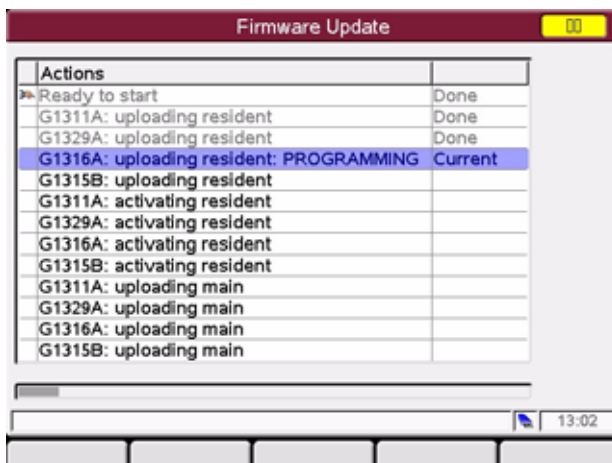 Firmware Update
Actions
Ready to start Done
G1311A: uploading resident Done
G1329A: uploading resident Done
G1316A: uploading resident: PROGRAMMING Current
G1315B: uploading resident
G1311A: activating resident
G1329A: activating resident
G1316A: activating resident
G1315B: activating resident
G1311A: uploading main
G1329A: uploading main
G1316A: uploading main
G1315B: uploading main
13:02